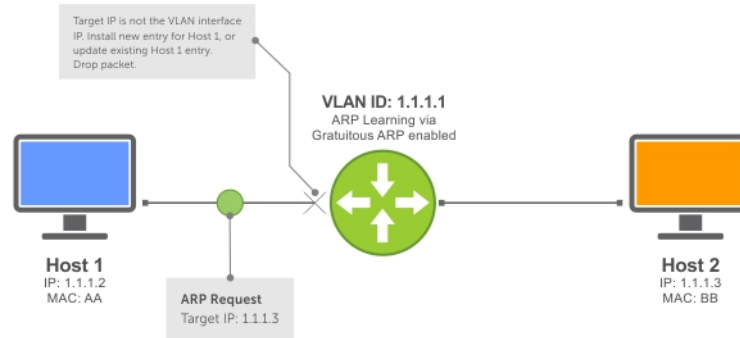 Target IP is not the VLAN interface
IP. Install new entry for Host 1, or
update existing Host 1 entry.
Drop packet.
VLAN ID: 1.1.1.1
ARP Learning via
Gratuitous ARP enabled
Host 1
IP: 1.1.1.2
MAC: AA
ARP Request
Target IP: 1.1.1.3
Host 2
IP: 1.1.1.3
MAC: BB